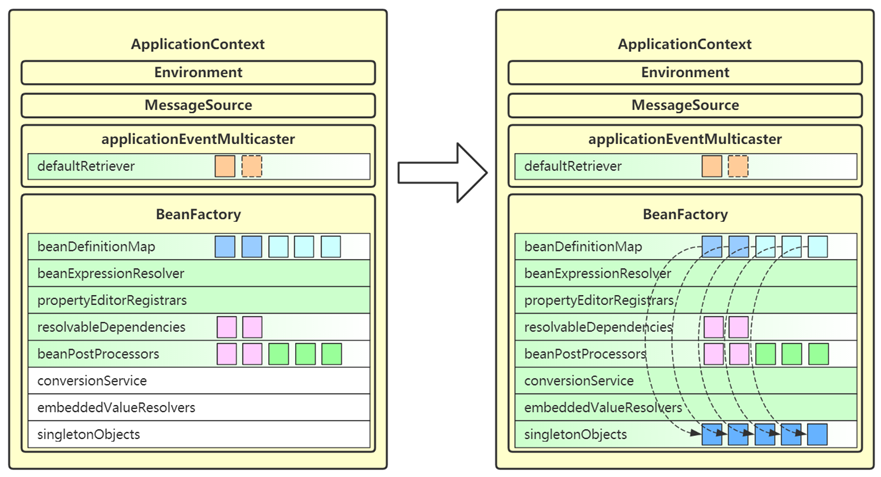 ApplicationContext
Environment
MessageSource
applicationEventMulticaster
defaultRetriever
BeanFactory
beanDefinitionMap
beanExpressionResolver
propertyEditorRegistrars
resolvableDependencies
beanPostProcessors
conversionService
embeddedValueResolvers
singletonObjects
ApplicationContext
Environment
MessageSource
applicationEventMulticaster
defaultRetriever
BeanFactory
beanDefinitionMap
beanExpressionResolver
propertyEditorRegistrars
resolvableDependencies
beanPostProcessors
conversionService
embeddedValueResolvers
singletonObjects